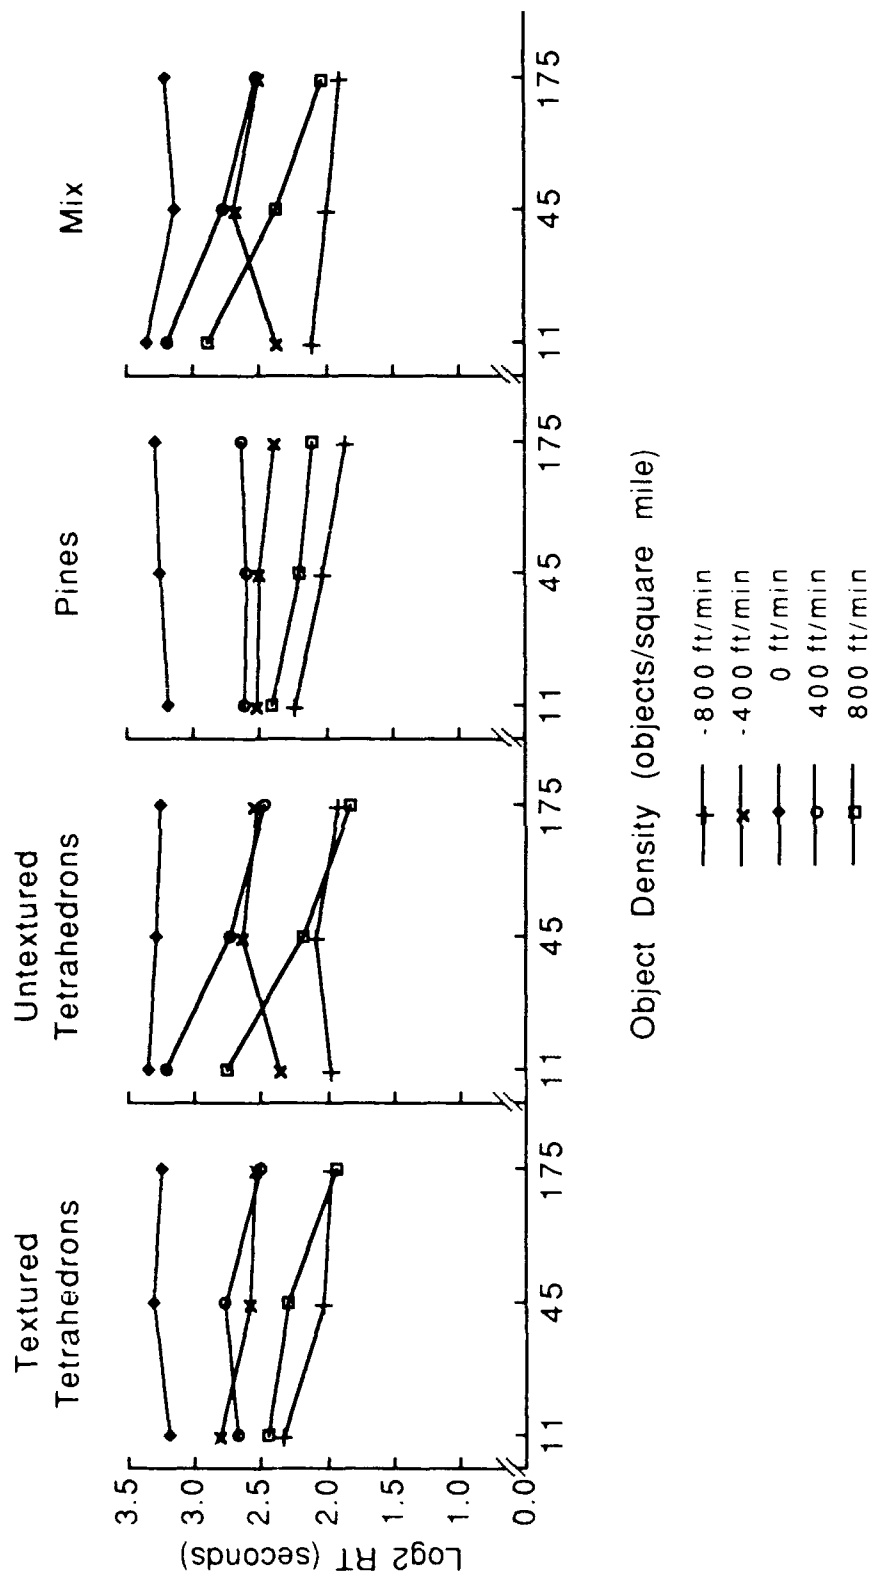 Textured
Tetrahedrons
Untextured
Tetrahedrons
Pines
Mix
Log2 RT (seconds)
3.5
3.0
2.5
2.0
1.5
1.0
0.0
11 45 175 11 45 175 11 45 175 11 45 175
Object Density (objects/square mile)
-800 ft/min
-400 ft/min
0 ft/min
400 ft/min
800 ft/min